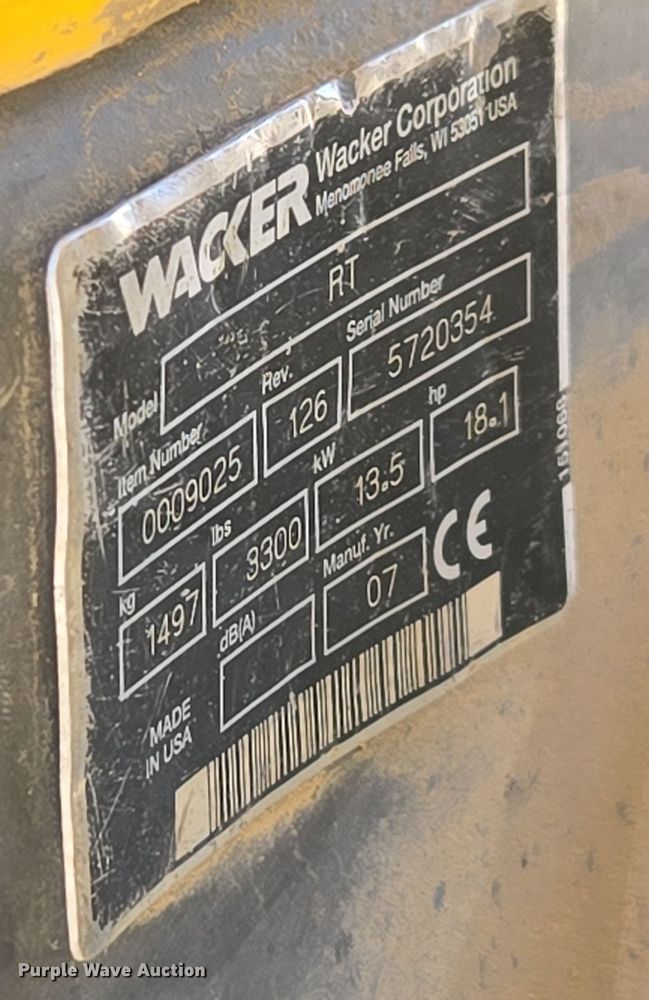 WACKER
Wacker Corporation
Menomonee Falls, WI 53051 USA
Model
RT
Item Number
0009025
Rev.
126
Serial Number
5720354
kg
1497
lbs
3300
kW
13.5
hp
18.1
dB(A)
Manuf. Yr.
07
CE
MADE
IN USA
Purple Wave Auction